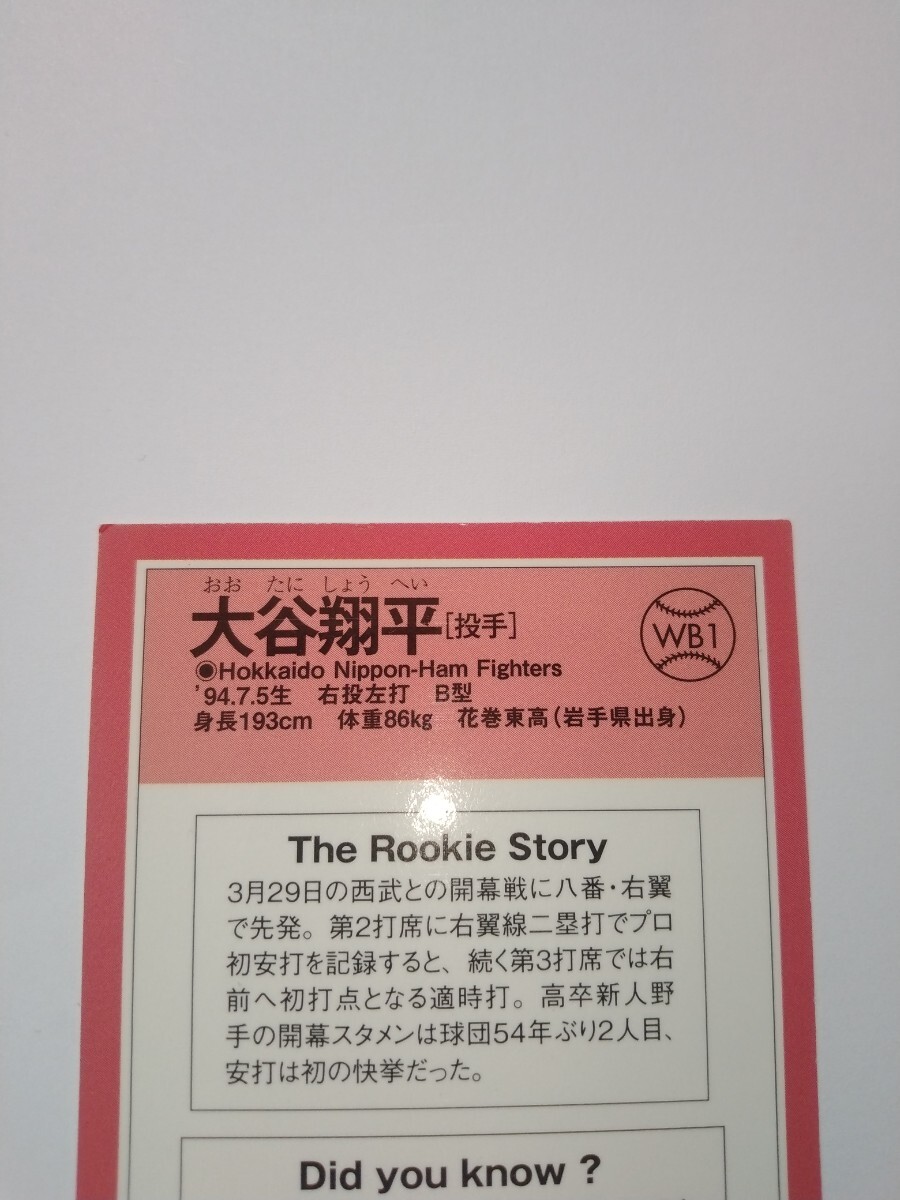 おお たに しょう へい
大谷翔平[投手]
WB1
◉Hokkaido Nippon-Ham Fighters
'94.7.5生 右投左打 B型
身長193cm 体重86kg 花巻東高(岩手県出身)
The Rookie Story
3月29日の西武との開幕戦に八番・右翼
で先発。第2打席に右翼線二塁打でプロ
初安打を記録すると、続く第3打席では右
前へ初打点となる適時打。高卒新人野
手の開幕スタメンは球団54年ぶり2人目、
安打は初の快挙だった。
Did you know ?